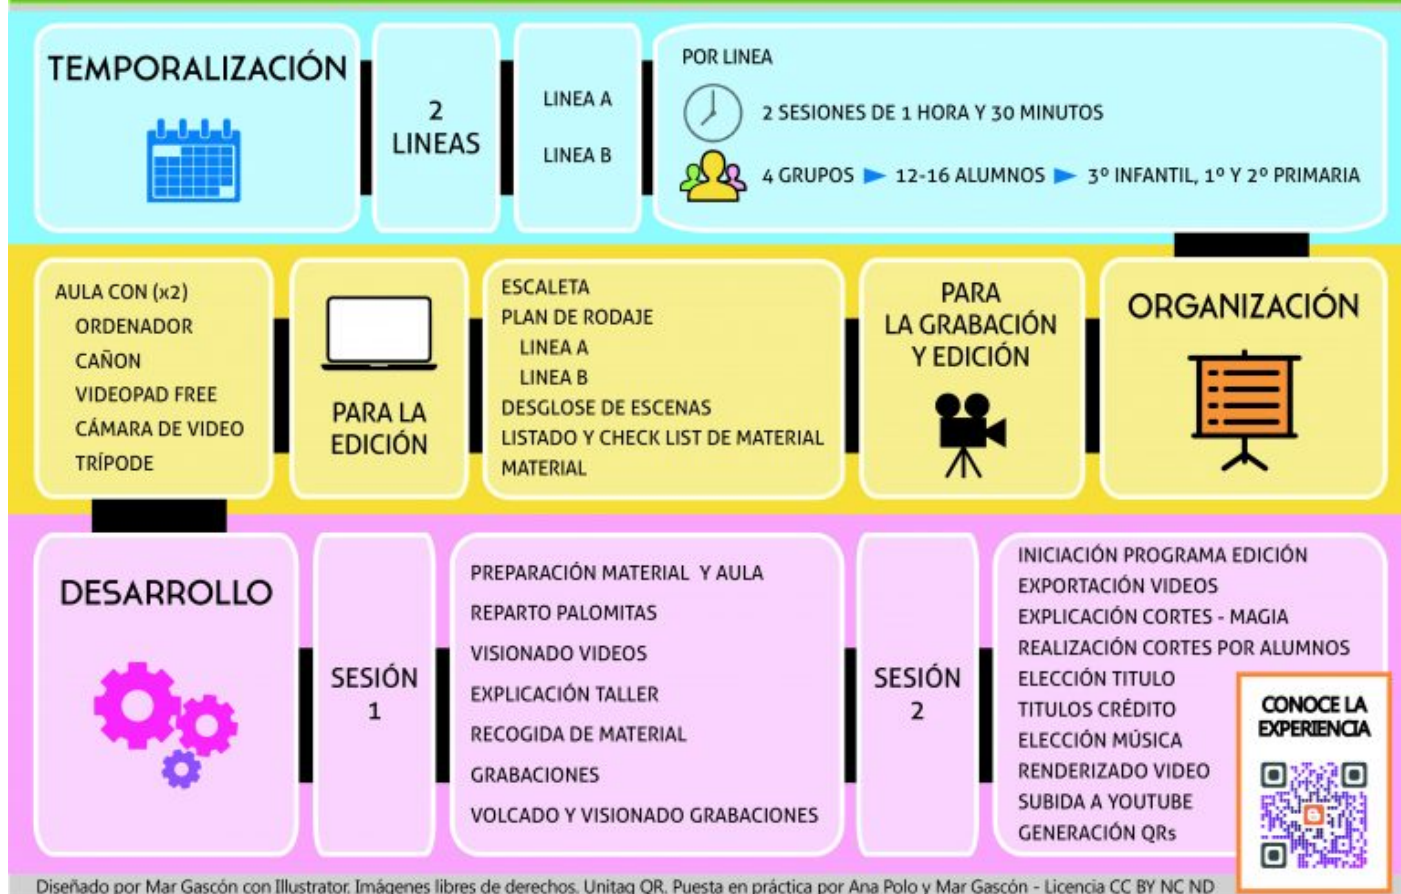 TEMPORALIZACIÓN
2
LINEAS
LINEA A
LINEA B
POR LINEA
2 SESIONES DE 1 HORA Y 30 MINUTOS
4 GRUPOS 12-16 ALUMNOS 3º INFANTIL, 1º Y 2º PRIMARIA
ORGANIZACIÓN
PARA
LA GRABACIÓN
Y EDICIÓN
ESCALETA
PLAN DE RODAJE
LINEA A
LINEA B
DESGLOSE DE ESCENAS
LISTADO Y CHECK LIST DE MATERIAL
MATERIAL
PARA LA
EDICIÓN
AULA CON (x2)
ORDENADOR
CAÑON
VIDEOPAD FREE
CÁMARA DE VIDEO
TRÍPODE
DESARROLLO
SESIÓN
1
PREPARACIÓN MATERIAL Y AULA
REPARTO PALOMITAS
VISIONADO VIDEOS
EXPLICACIÓN TALLER
RECOGIDA DE MATERIAL
GRABACIONES
VOLCADO Y VISIONADO GRABACIONES
SESIÓN
2
INICIACIÓN PROGRAMA EDICIÓN
EXPORTACIÓN VIDEOS
EXPLICACIÓN CORTES - MAGIA
REALIZACIÓN CORTES POR ALUMNOS
ELECCIÓN TITULO
TITULOS CRÉDITO
ELECCIÓN MÚSICA
RENDERIZADO VIDEO
SUBIDA A YOUTUBE
GENERACIÓN QRs
CONOCE LA
EXPERIENCIA
Diseñado por Mar Gascón con Illustrator. Imágenes libres de derechos. Unitag QR. Puesta en práctica por Ana Polo y Mar Gascón - Licencia CC BY NC ND